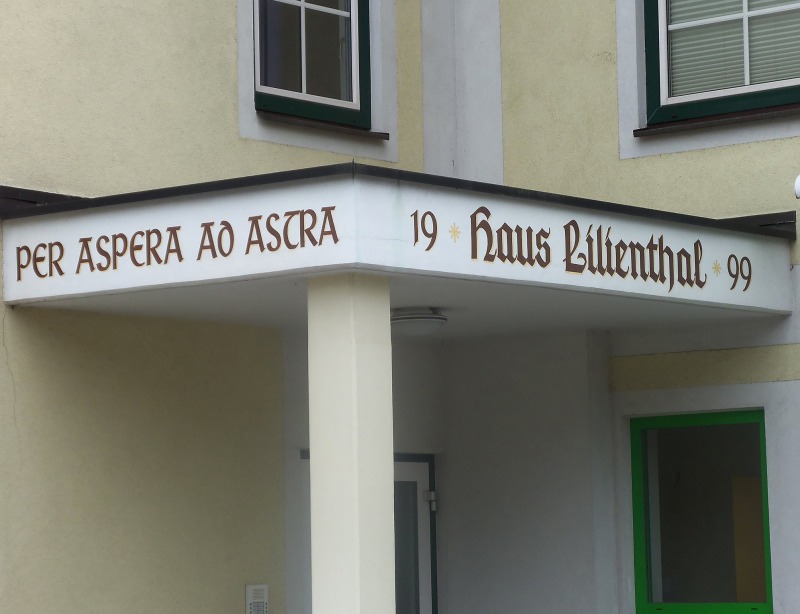 PER ASPERA AD ASTRA
19 * Haus Lilienthal * 99